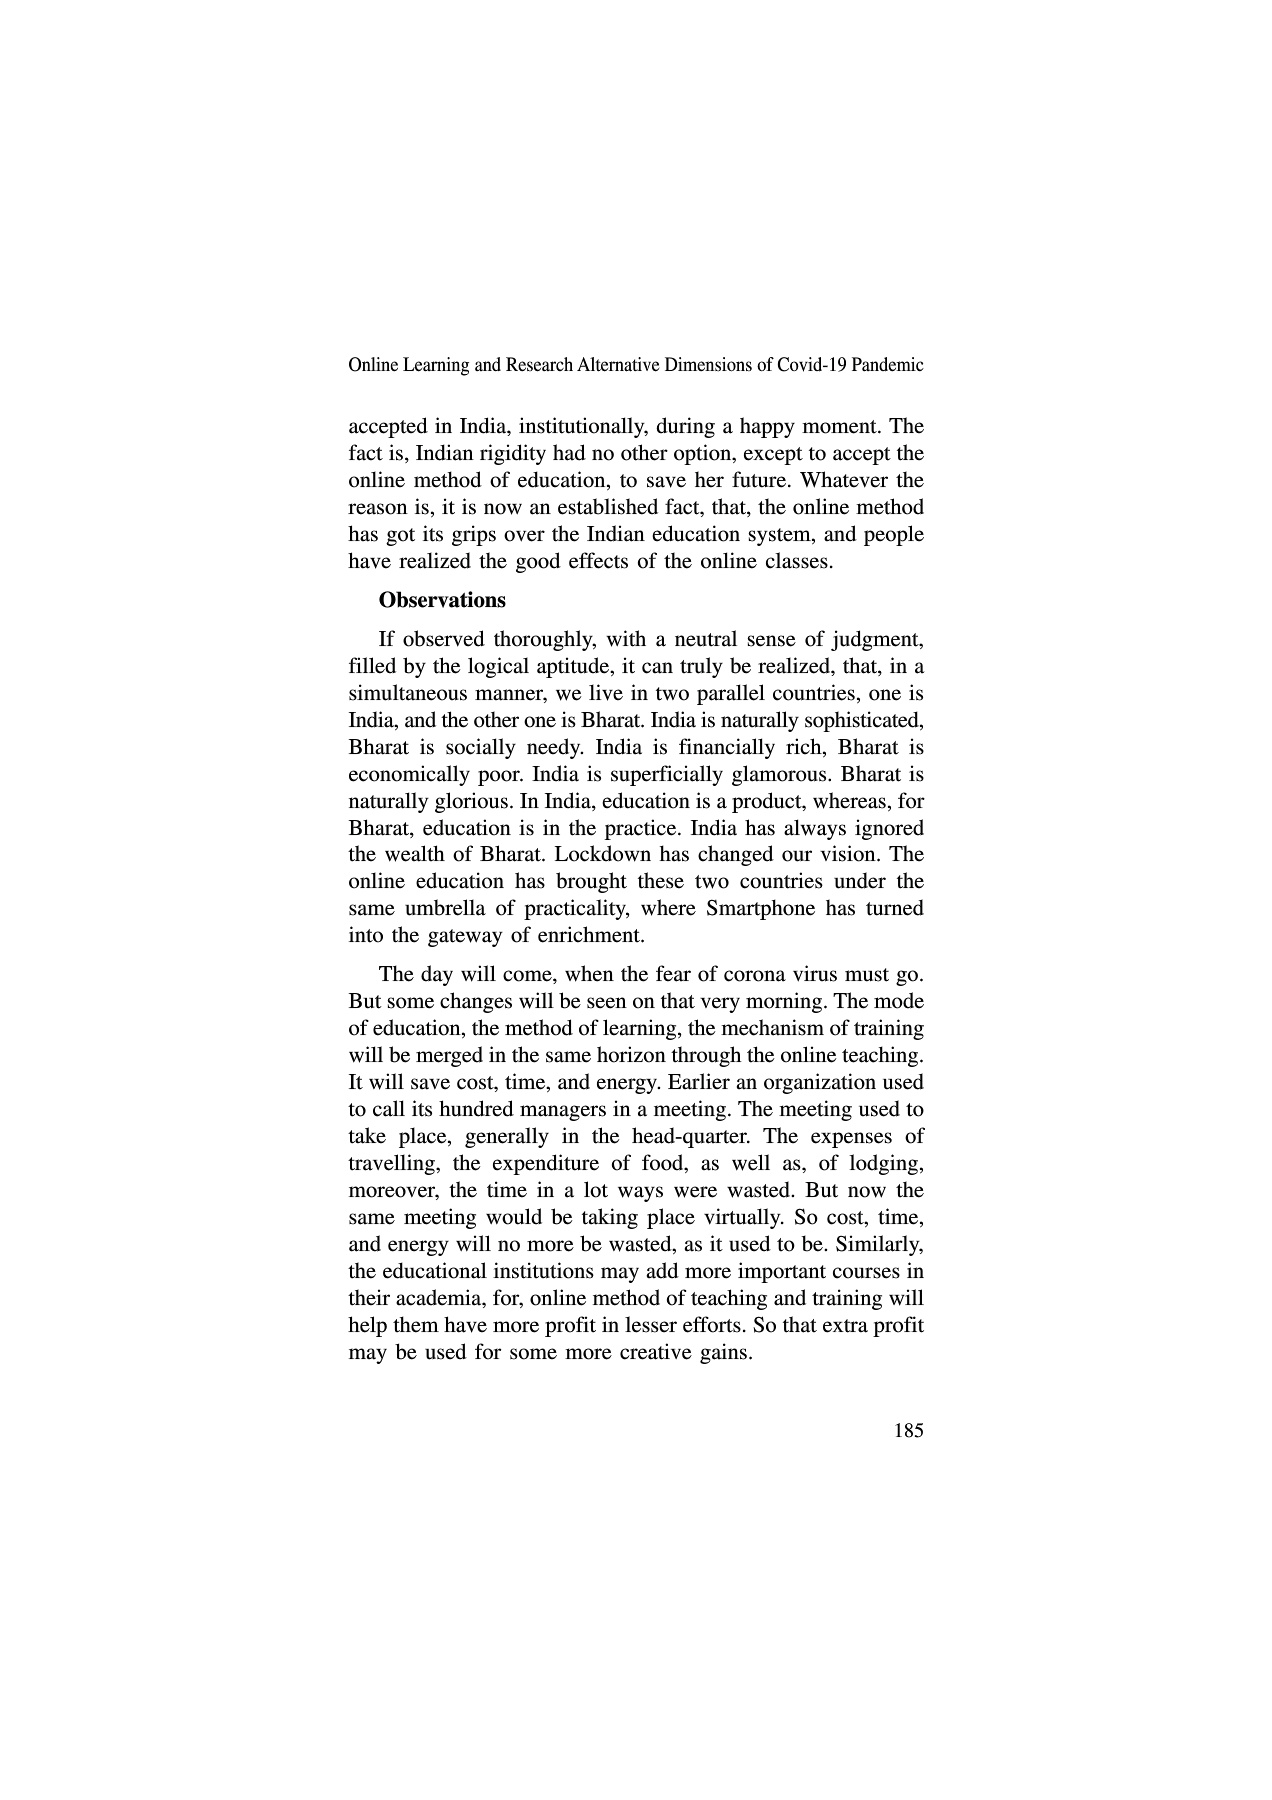 Online Learning and Research Alternative Dimensions of Covid-19 Pandemic
accepted in India, institutionally, during a happy moment. The
fact is, Indian rigidity had no other option, except to accept the
online method of education, to save her future. Whatever the
reason is, it is now an established fact, that, the online method
has got its grips over the Indian education system, and people
have realized the good effects of the online classes.
Observations
If observed thoroughly, with a neutral sense of judgment,
filled by the logical aptitude, it can truly be realized, that, in a
simultaneous manner, we live in two parallel countries, one is
India, and the other one is Bharat. India is naturally sophisticated,
Bharat is socially needy. India is financially rich, Bharat is
economically poor. India is superficially glamorous. Bharat is
naturally glorious. In India, education is a product, whereas, for
Bharat, education is in the practice. India has always ignored
the wealth of Bharat. Lockdown has changed our vision. The
online education has brought these two countries under the
same umbrella of practicality, where Smartphone has turned
into the gateway of enrichment.
The day will come, when the fear of corona virus must go.
But some changes will be seen on that very morning. The mode
of education, the method of learning, the mechanism of training
will be merged in the same horizon through the online teaching.
It will save cost, time, and energy. Earlier an organization used
to call its hundred managers in a meeting. The meeting used to
take place, generally in the head-quarter. The expenses of
travelling, the expenditure of food, as well as, of lodging,
moreover, the time in a lot ways were wasted. But now the
same meeting would be taking place virtually. So cost, time,
and energy will no more be wasted, as it used to be. Similarly,
the educational institutions may add more important courses in
their academia, for, online method of teaching and training will
help them have more profit in lesser efforts. So that extra profit
may be used for some more creative gains.
185